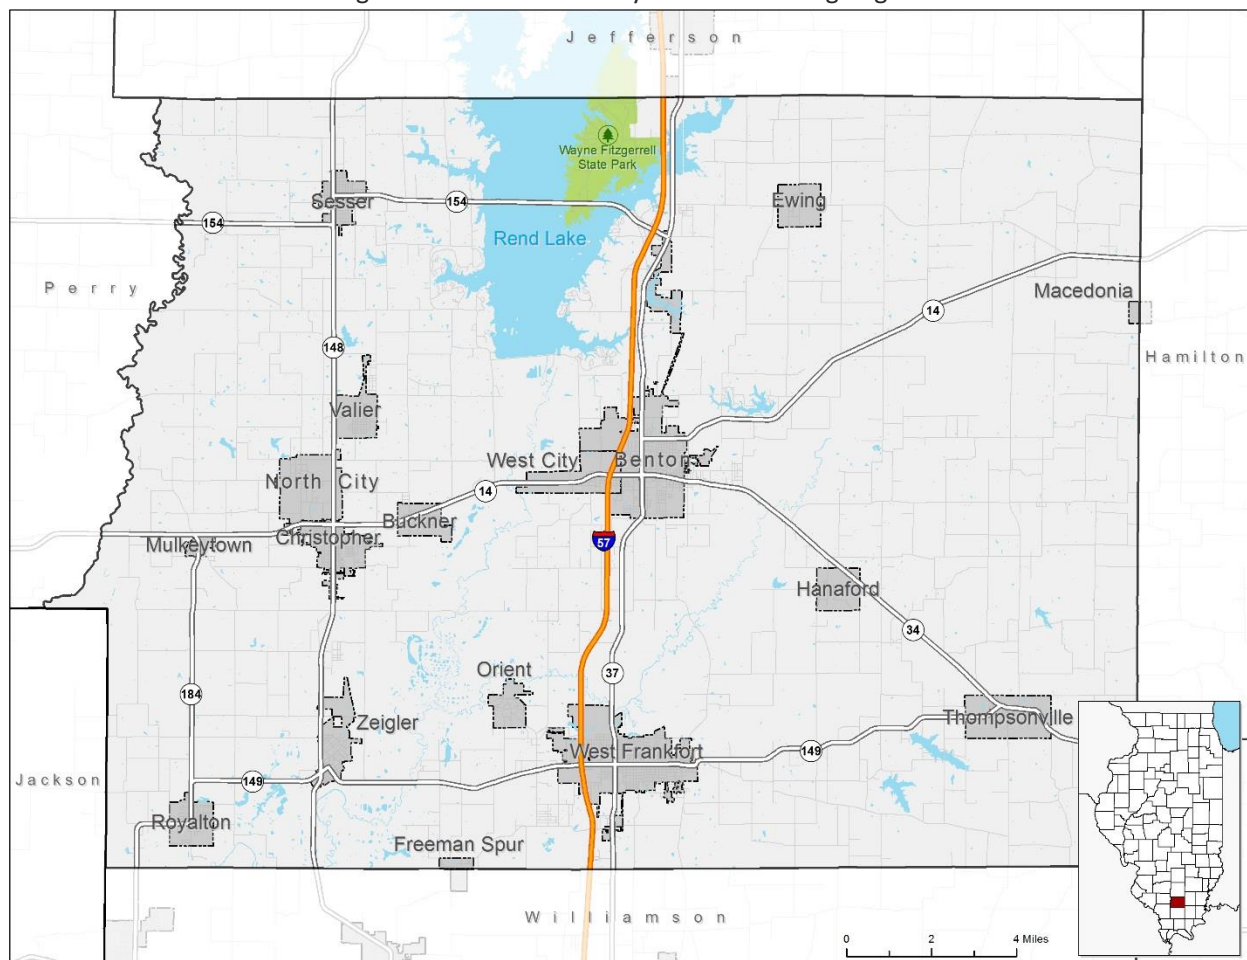 Jefferson
Wayne Fitzgerrell
State Park
Sesser
154
154
Ewing
Rend Lake
Perry
Macedonia
14
148
Hamilton
Valier
West City
Benton
North City
14
Buckner
Christopher
Mulkeytown
57
Hanaford
34
Orient
37
184
Zeigler
Thompsonville
West Frankfort
149
Jackson
149
Royalton
Freeman Spur
Williamson
0 2 4 Miles